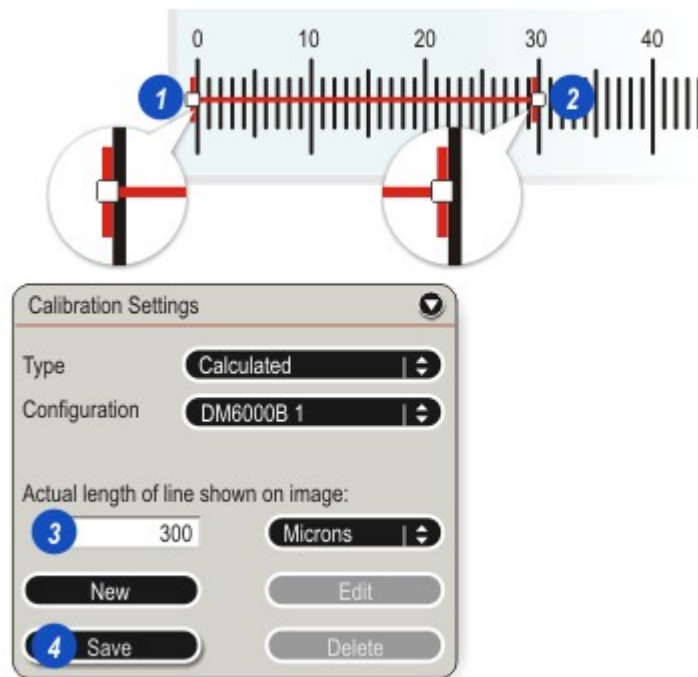 0 10 20 30 40
1 2
Calibration Settings
Type Calculated
Configuration DM6000B 1
Actual length of line shown on image:
3 300 Microns
New Edit
4 Save Delete